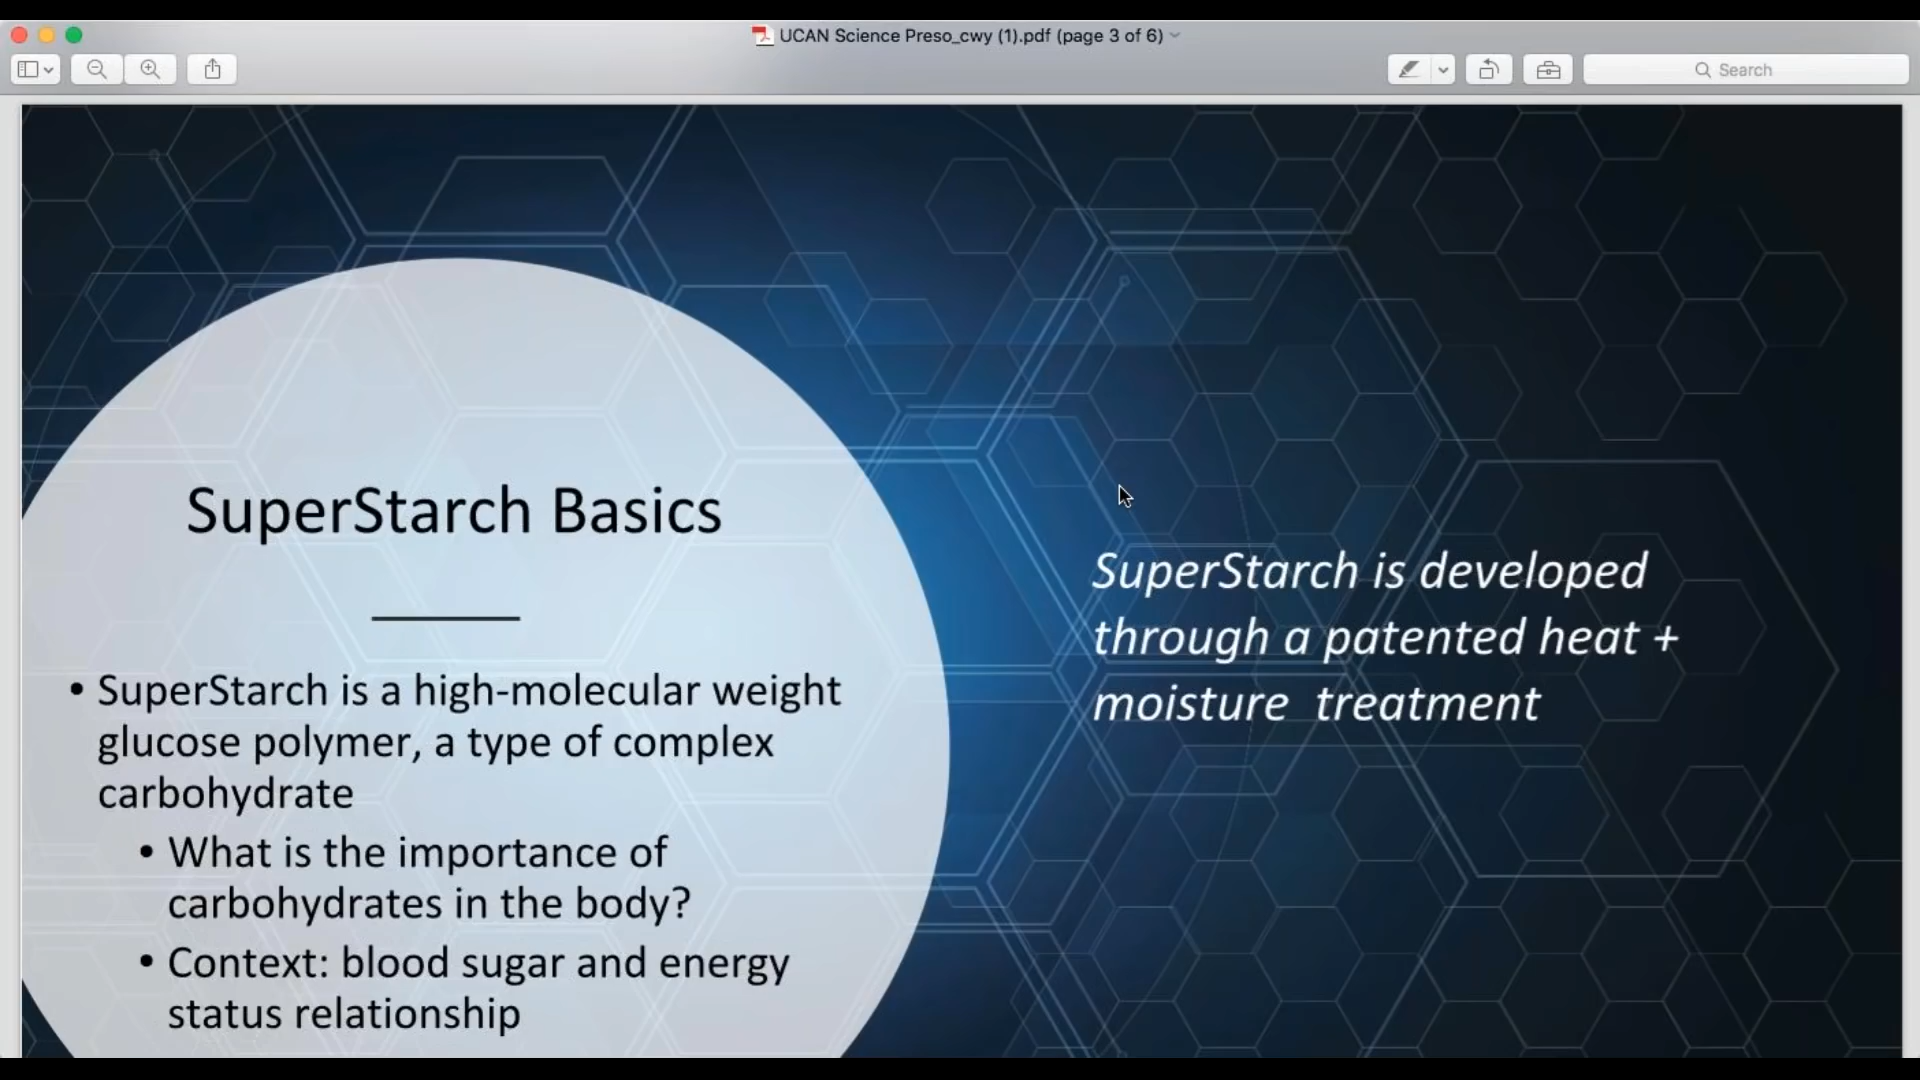 UCAN Science Preso_cwy (1).pdf (page 3 of 6)
Search
SuperStarch Basics
• SuperStarch is a high-molecular weight
glucose polymer, a type of complex
carbohydrate
• What is the importance of
carbohydrates in the body?
• Context: blood sugar and energy
status relationship
SuperStarch is developed
through a patented heat +
moisture  treatment